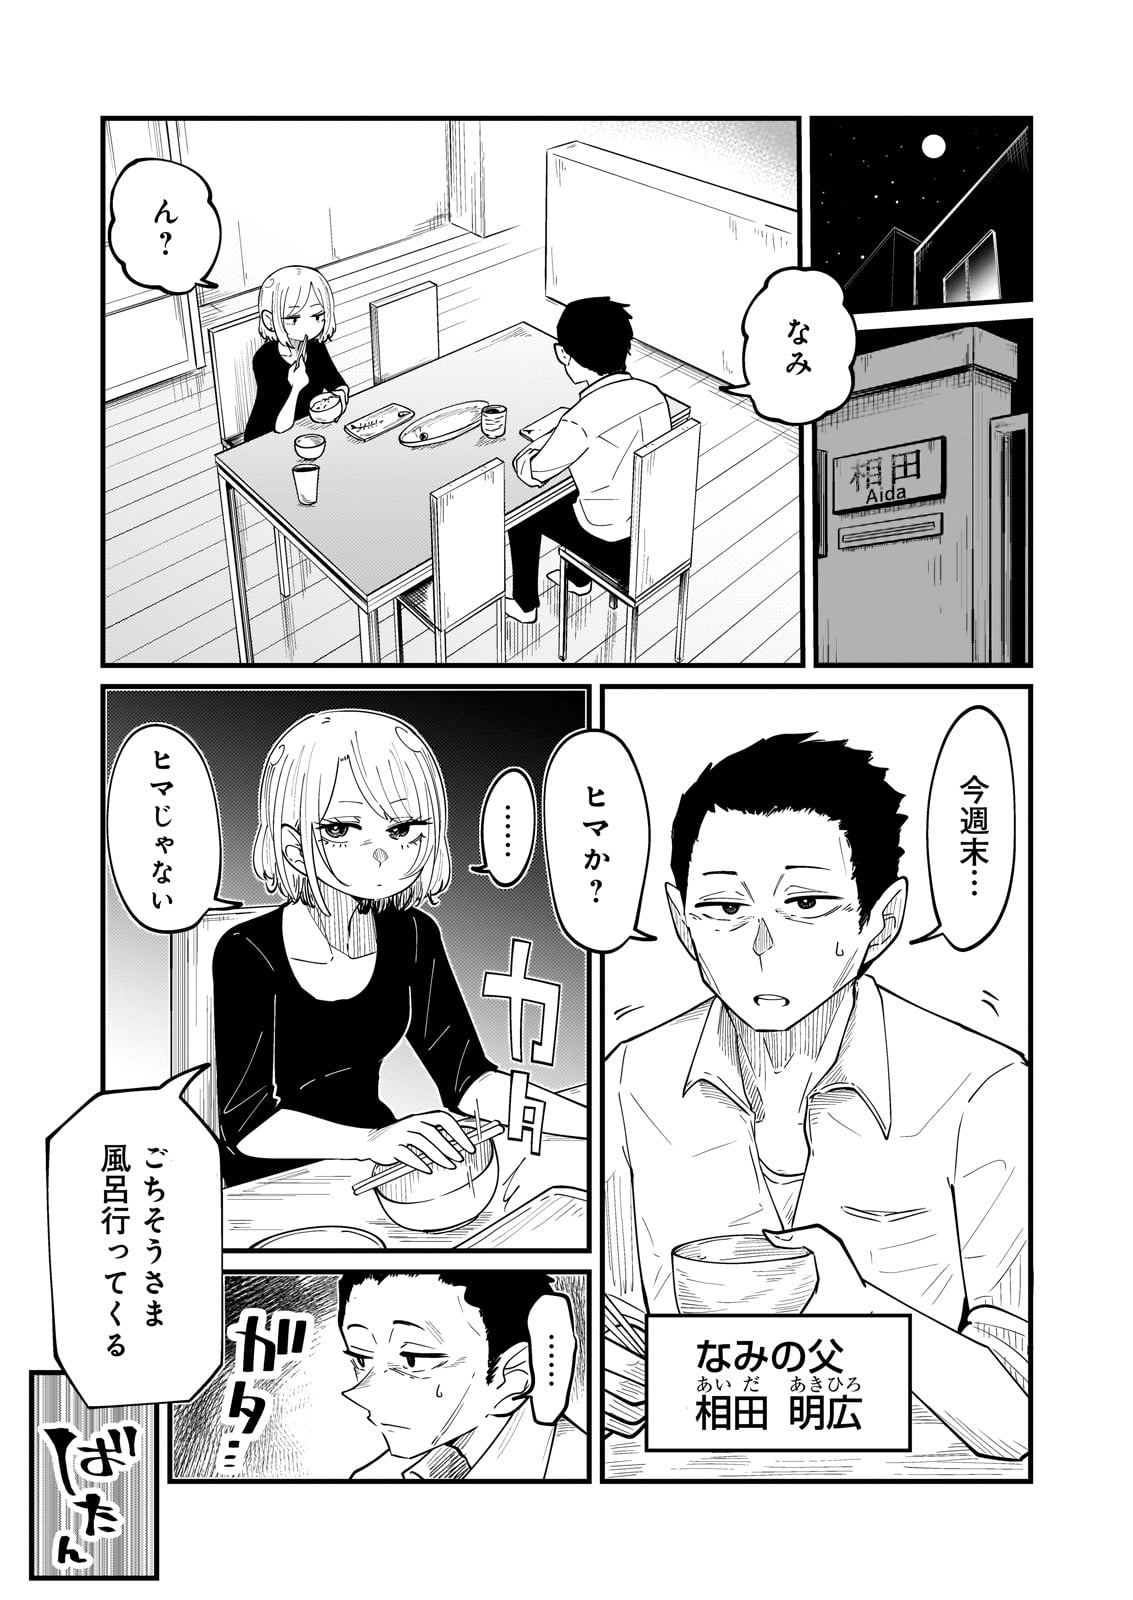 相田
Aida
なみ
ん？
今週末…
ヒマか？
なみの父
あいだ　あきひろ
相田　明広
……
ヒマじゃない
カタ
ごちそうさま
風呂行ってくる
……
ガタ…
ばたん